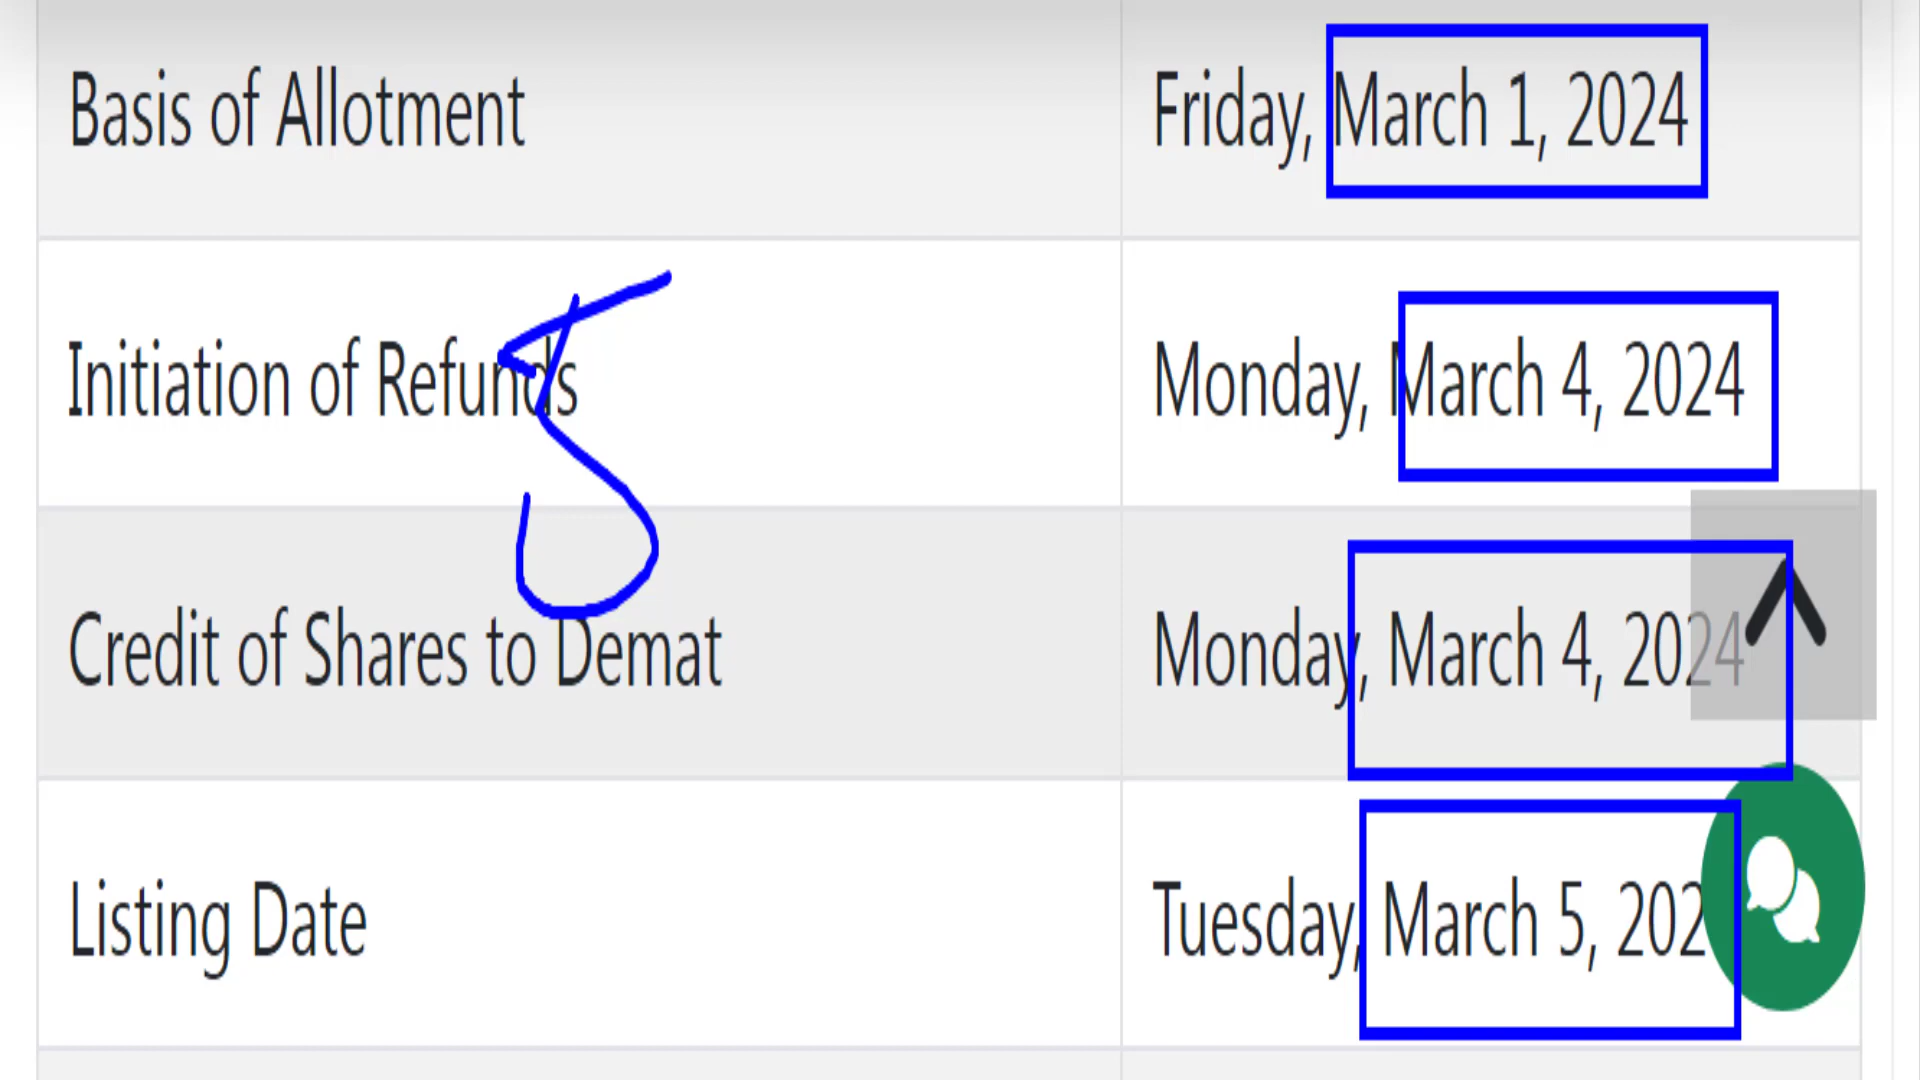 Basis of Allotment Friday, March 1, 2024
Initiation of Refunds Monday, March 4, 2024
Credit of Shares to Demat Monday, March 4, 2024
Listing Date Tuesday, March 5, 202